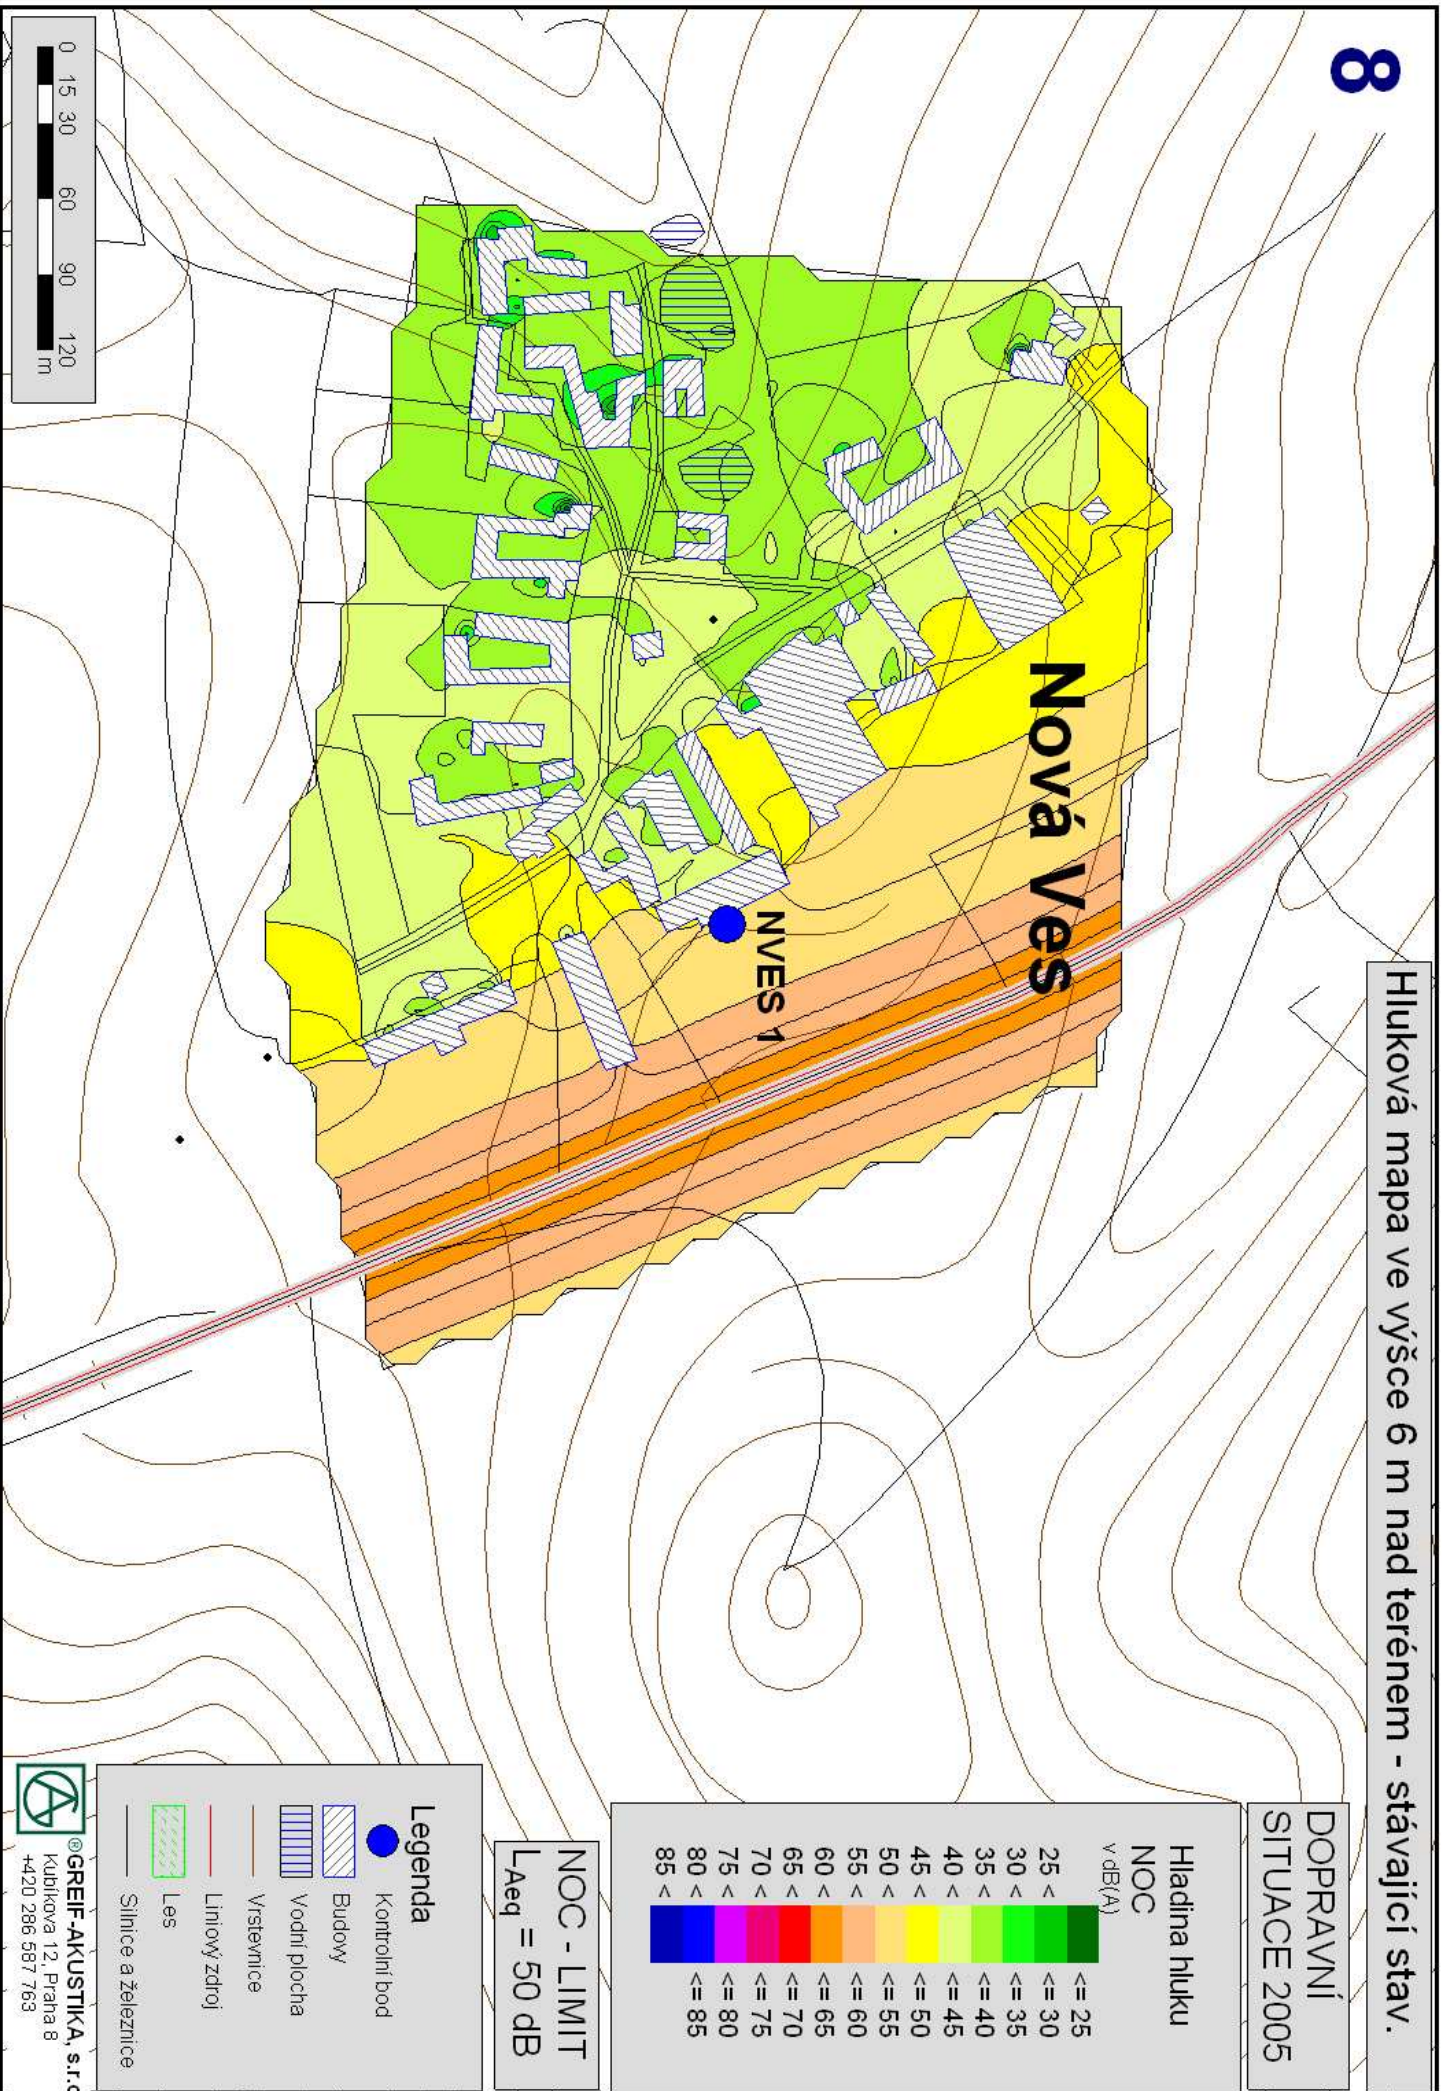 Hluková mapa ve výšce 6 m nad terénem - stávající stav.
8
DOPRAVNÍ
SITUACE 2005
Nová Ves
NVES 1
Hladina hluku
NOC
v dB(A)
<= 25
25 < <= 30
30 < <= 35
35 < <= 40
40 < <= 45
45 < <= 50
50 < <= 55
55 < <= 60
60 < <= 65
65 < <= 70
70 < <= 75
75 < <= 80
80 < <= 85
85 <
NOC - LIMIT
LAeq = 50 dB
Legenda
Kontrolní bod
Budovy
Vodní plocha
Vrstevnice
Liniový zdroj
Les
Silnice a železnice
0 15 30 60 90 120
m
®GREIF-AKUSTIKA, s.r.o
Kubíkova 12, Praha 8
+420 286 587 763